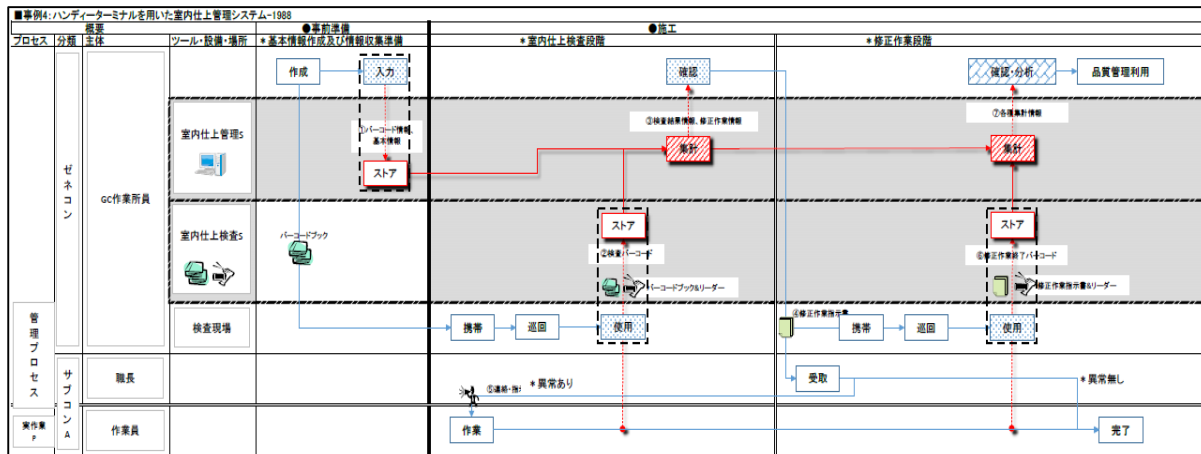 ■事例4:ハンディーターミナルを用いた室内仕上管理システム-1988
概要
●事前準備
●施工
プロセス
分類
主体
ツール・設備・場所
*基本情報作成及び情報収集準備
*室内仕上検査段階
*修正作業段階
作成
入力
確認
確認・分析
品質管理利用
ゼネコン
GC作業所員
室内仕上管理S
①バーコード情報、
基本情報
③検査結果情報、修正作業情報
⑦各種集計情報
ストア
集計
集計
室内仕上検査S
バーコードブック
ストア
ストア
②検査バーコード
⑥修正作業終了バーコード
バーコードブック&リーダー
修正作業指示書&リーダー
管理プロセス
検査現場
携帯
巡回
使用
④修正作業指示書
携帯
巡回
使用
サブコンA
職長
受取
⑤連絡・指
*異常あり
*異常無し
実作業
P
作業員
作業
完了